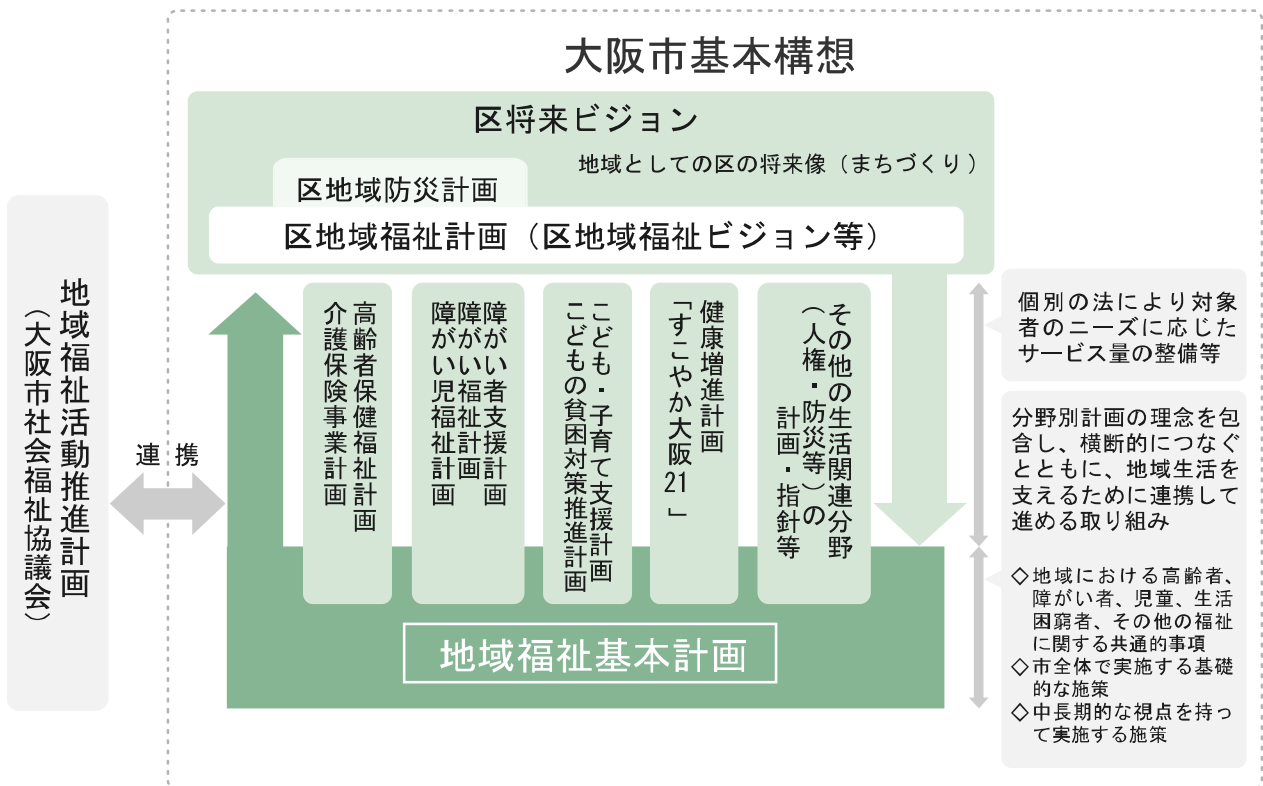 大阪市基本構想
区将来ビジョン
地域としての区の将来像（まちづくり）
区地域防災計画
区地域福祉計画（区地域福祉ビジョン等）
地域福祉活動推進計画
（大阪市社会福祉協議会）
連携
高齢者保健福祉計画
介護保険事業計画
障がい者支援計画
障がい福祉計画
障がい児福祉計画
こども・子育て支援計画
こどもの貧困対策推進計画
健康増進計画
「すこやか大阪21」
その他の生活関連分野
（人権・防災等）の
計画・指針等
地域福祉基本計画
個別の法により対象
者のニーズに応じた
サービス量の整備等
分野別計画の理念を包
含し、横断的につなぐ
とともに、地域生活を
支えるために連携して
進める取り組み
◇地域における高齢者、
障がい者、児童、生活
困窮者、その他の福祉
に関する共通的事項
◇市全体で実施する基礎
的な施策
◇中長期的な視点を持っ
て実施する施策